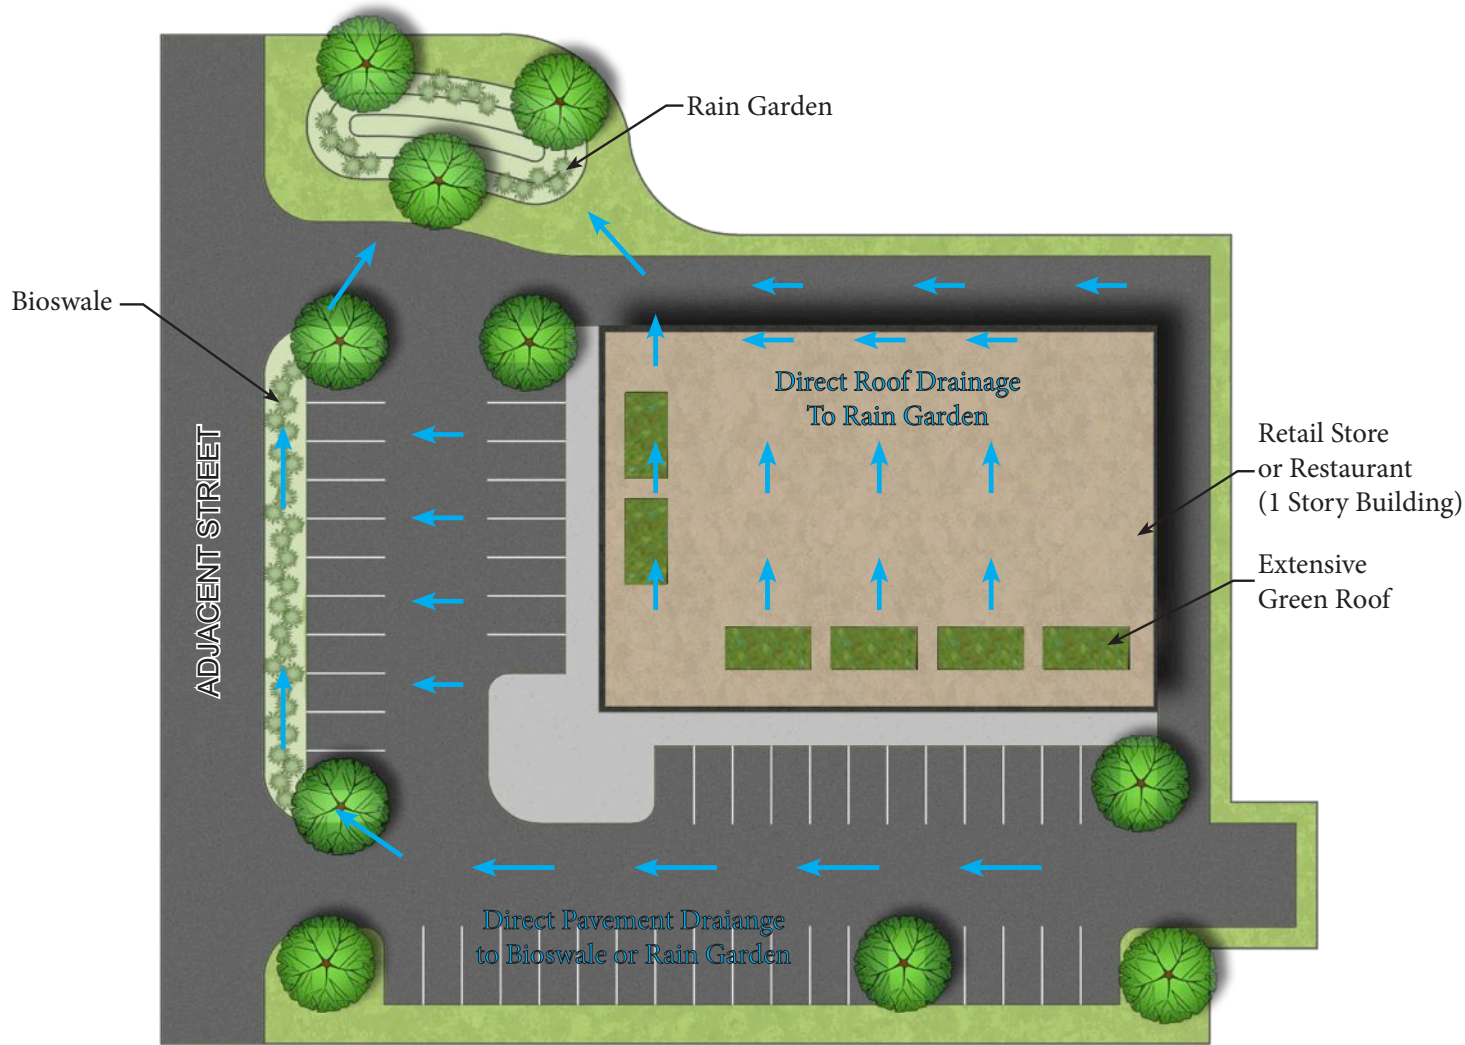 Rain Garden
Bioswale
Direct Roof Drainage
To Rain Garden
Retail Store
or Restaurant
(1 Story Building)
Extensive
Green Roof
ADJACENT STREET
Direct Pavement Draiange
to Bioswale or Rain Garden